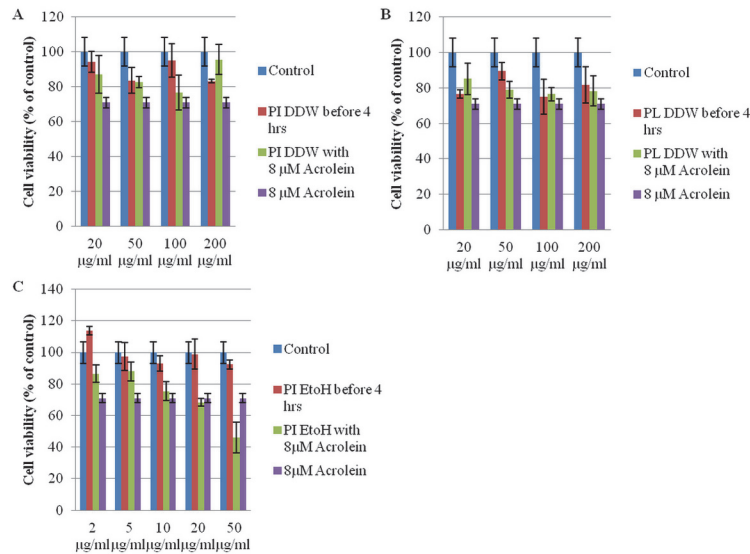 A
Cell viability (% of control)
120
100
80
60
40
20
0
20
µg/ml
50
µg/ml
100
µg/ml
200
µg/ml
Control
PI DDW before 4
hrs
PI DDW with
8 µM Acrolein
8 µM Acrolein
B
Cell viability (% of control)
120
100
80
60
40
20
0
20
µg/ml
50
µg/ml
100
µg/ml
200
µg/ml
Control
PL DDW before 4
hrs
PL DDW with
8 µM Acrolein
8 µM Acrolein
C
Cell viability (% of control)
140
120
100
80
60
40
20
0
2
µg/ml
5
µg/ml
10
µg/ml
20
µg/ml
50
µg/ml
Control
PI EtoH before 4
hrs
PI EtoH with
8µM Acrolein
8µM Acrolein